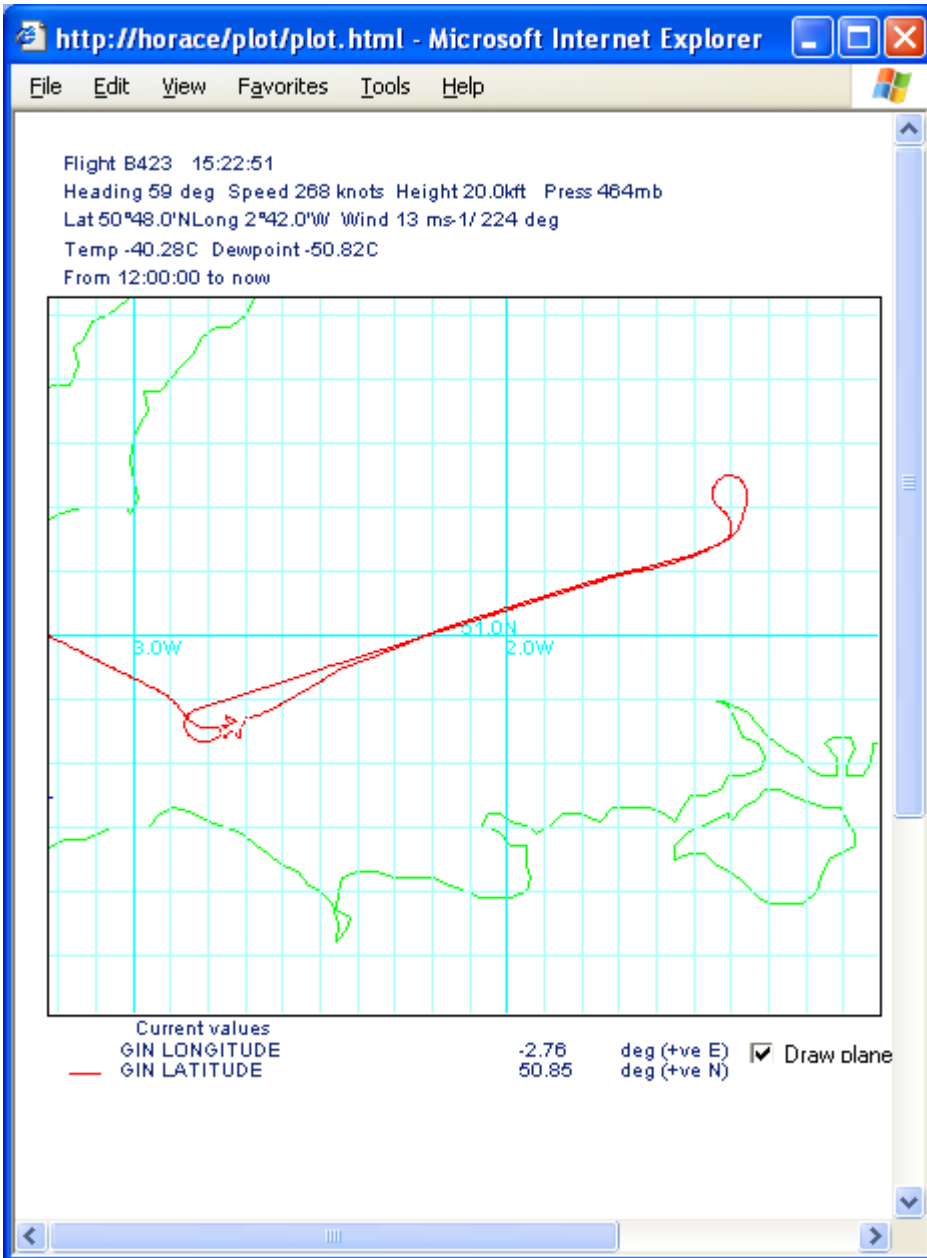 http://horace/plot/plot.html - Microsoft Internet Explorer
File Edit View Favorites Tools Help
Flight B423 15:22:51
Heading 59 deg Speed 268 knots Height 20.0kft Press 464mb
Lat 50°48.0'NLong 2°42.0'W Wind 13 ms-1/ 224 deg
Temp -40.28C Dewpoint -50.82C
From 12:00:00 to now
51.0N
3.0W 2.0W
Current values
GIN LONGITUDE -2.76 deg (+ve E)
GIN LATITUDE 50.85 deg (+ve N)
Draw plane